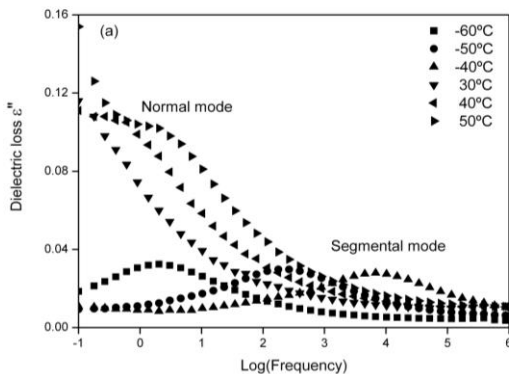 (a)
-60ºC
-50ºC
-40ºC
30ºC
40ºC
50ºC
Normal mode
Segmental mode
Dielectric loss ε"
0.16
0.12
0.08
0.04
0.00
-1 0 1 2 3 4 5 6
Log(Frequency)